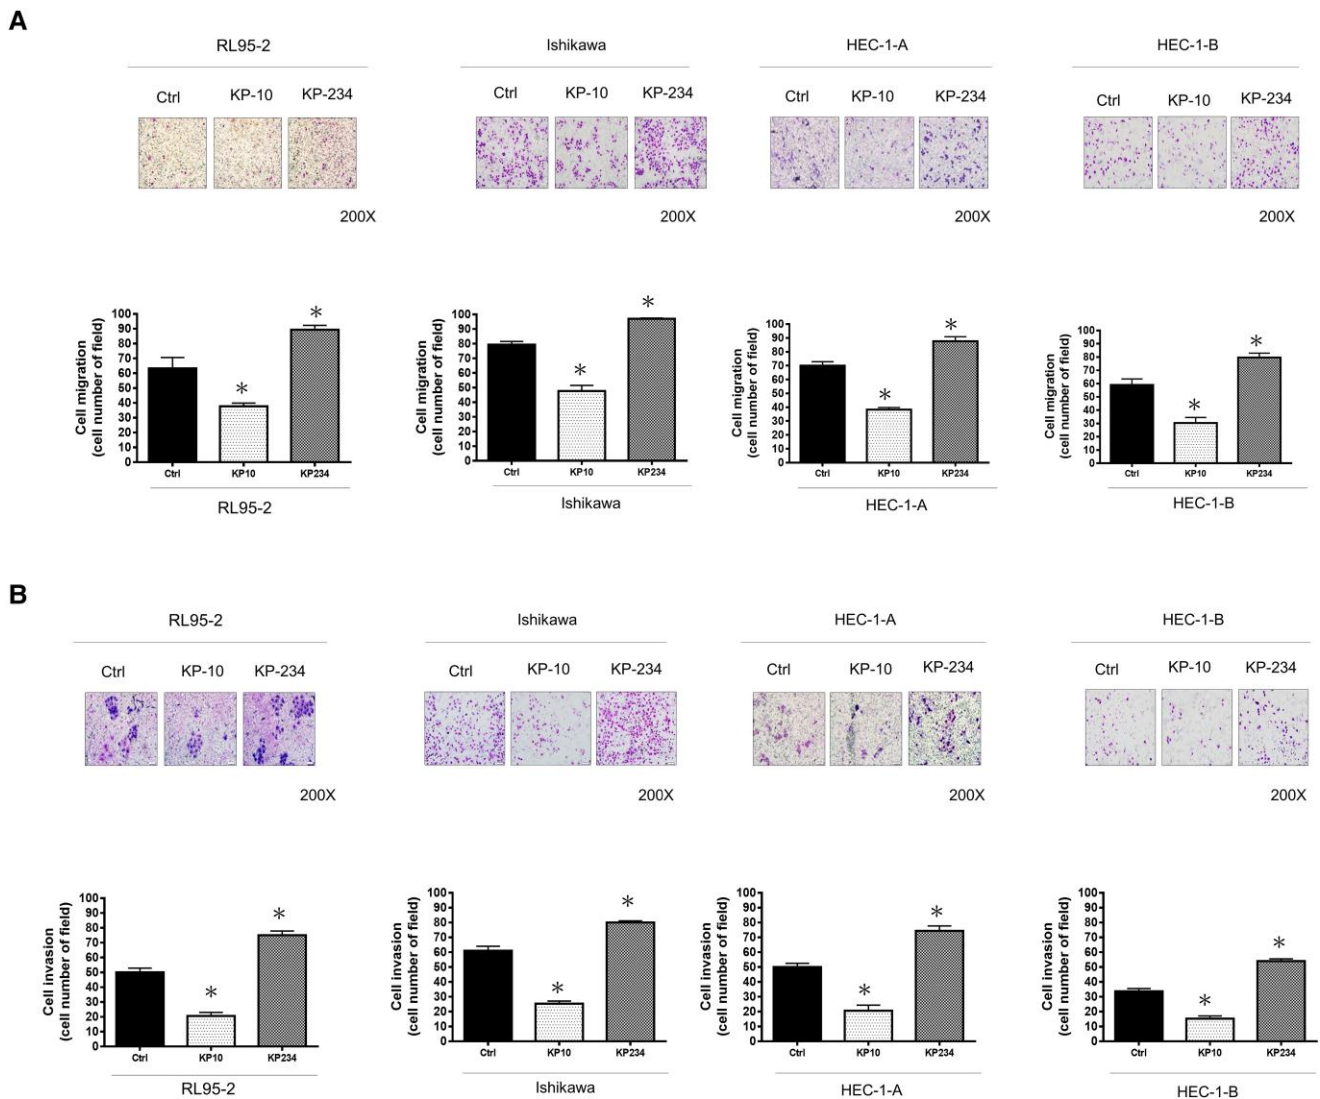 A
RL95-2
Ctrl KP-10 KP-234
200X
Ishikawa
Ctrl KP-10 KP-234
200X
HEC-1-A
Ctrl KP-10 KP-234
200X
HEC-1-B
Ctrl KP-10 KP-234
200X
Cell migration
(cell number of field)
100
90
80
70
60
50
40
30
20
10
0
*
*
Ctrl KP10 KP234
RL95-2
Cell migration
(cell number of field)
100
90
80
70
60
50
40
30
20
10
0
*
*
Ctrl KP10 KP234
Ishikawa
Cell migration
(cell number of field)
100
90
80
70
60
50
40
30
20
10
0
*
*
Ctrl KP10 KP234
HEC-1-A
Cell migration
(cell number of field)
100
90
80
70
60
50
40
30
20
10
0
*
*
Ctrl KP10 KP234
HEC-1-B
B
RL95-2
Ctrl KP-10 KP-234
200X
Ishikawa
Ctrl KP-10 KP-234
200X
HEC-1-A
Ctrl KP-10 KP-234
200X
HEC-1-B
Ctrl KP-10 KP-234
200X
Cell invasion
(cell number of field)
100
90
80
70
60
50
40
30
20
10
0
*
*
Ctrl KP10 KP234
RL95-2
Cell invasion
(cell number of field)
100
90
80
70
60
50
40
30
20
10
0
*
*
Ctrl KP10 KP234
Ishikawa
Cell invasion
(cell number of field)
100
90
80
70
60
50
40
30
20
10
0
*
*
Ctrl KP10 KP234
HEC-1-A
Cell invasion
(cell number of field)
100
90
80
70
60
50
40
30
20
10
0
*
*
Ctrl KP10 KP234
HEC-1-B